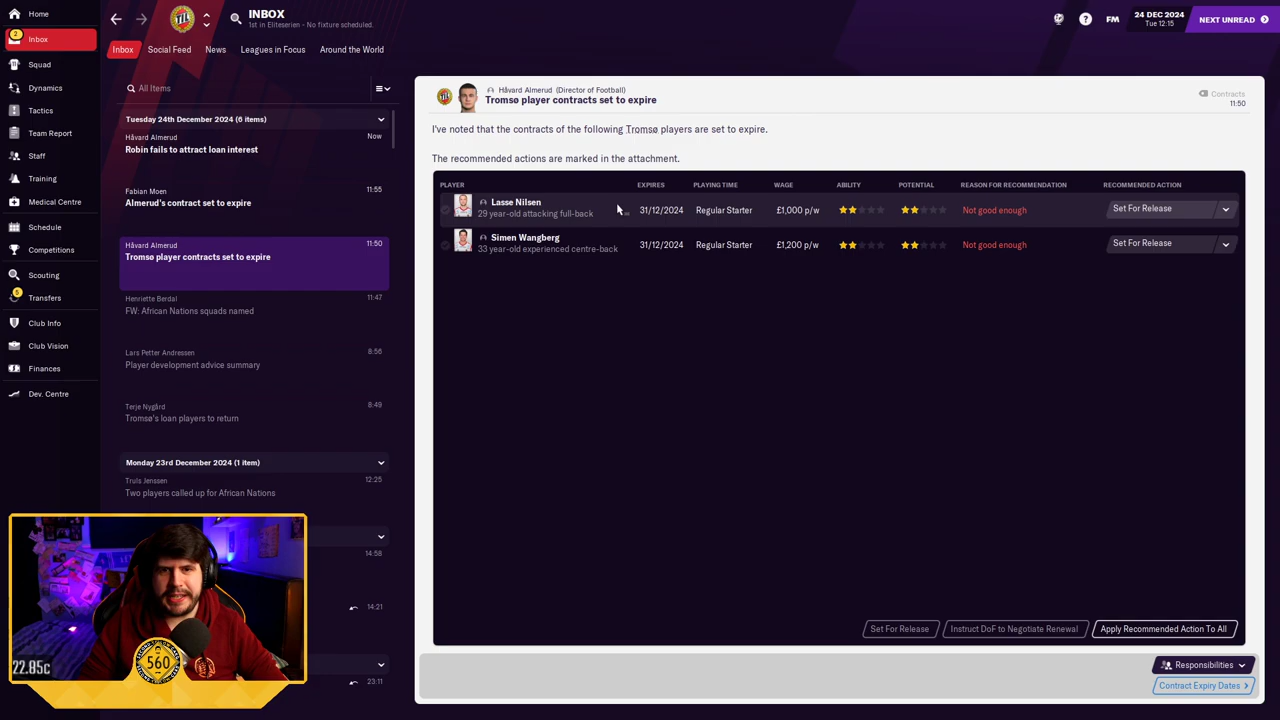 Home
2
Inbox
Squad
Dynamics
Tactics
Team Report
Staff
Training
Medical Centre
Schedule
Competitions
Scouting
5
Transfers
Club Info
Club Vision
Finances
Dev. Centre
TIL
INBOX
1st in Eliteserien - No fixture scheduled.
FM
24 DEC 2024
Tue 12:15
NEXT UNREAD
Inbox
Social Feed
News
Leagues in Focus
Around the World
All Items
Tuesday 24th December 2024 (6 items)
Håvard Almerud
Now
Robin fails to attract loan interest
Fabian Moen
11:55
Almerud's contract set to expire
Håvard Almerud
11:50
Tromsø player contracts set to expire
Henriette Berdal
11:47
FW: African Nations squads named
Lars Petter Andressen
8:56
Player development advice summary
Terje Nygård
8:49
Tromsø's loan players to return
Monday 23rd December 2024 (1 item)
Truls Jenssen
12:25
Two players called up for African Nations
14:58
14:21
23:11
Håvard Almerud (Director of Football)
Tromsø player contracts set to expire
Contracts
11:50
I've noted that the contracts of the following Tromsø players are set to expire.
The recommended actions are marked in the attachment.
PLAYER EXPIRES PLAYING TIME WAGE ABILITY POTENTIAL REASON FOR RECOMMENDATION RECOMMENDED ACTION
Lasse Nilsen
29 year-old attacking full-back
31/12/2024 Regular Starter £1,000 p/w Not good enough Set For Release
Simen Wangberg
33 year-old experienced centre-back
31/12/2024 Regular Starter £1,200 p/w Not good enough Set For Release
Set For Release
Instruct DoF to Negotiate Renewal
Apply Recommended Action To All
Responsibilities
Contract Expiry Dates
22.85c
560